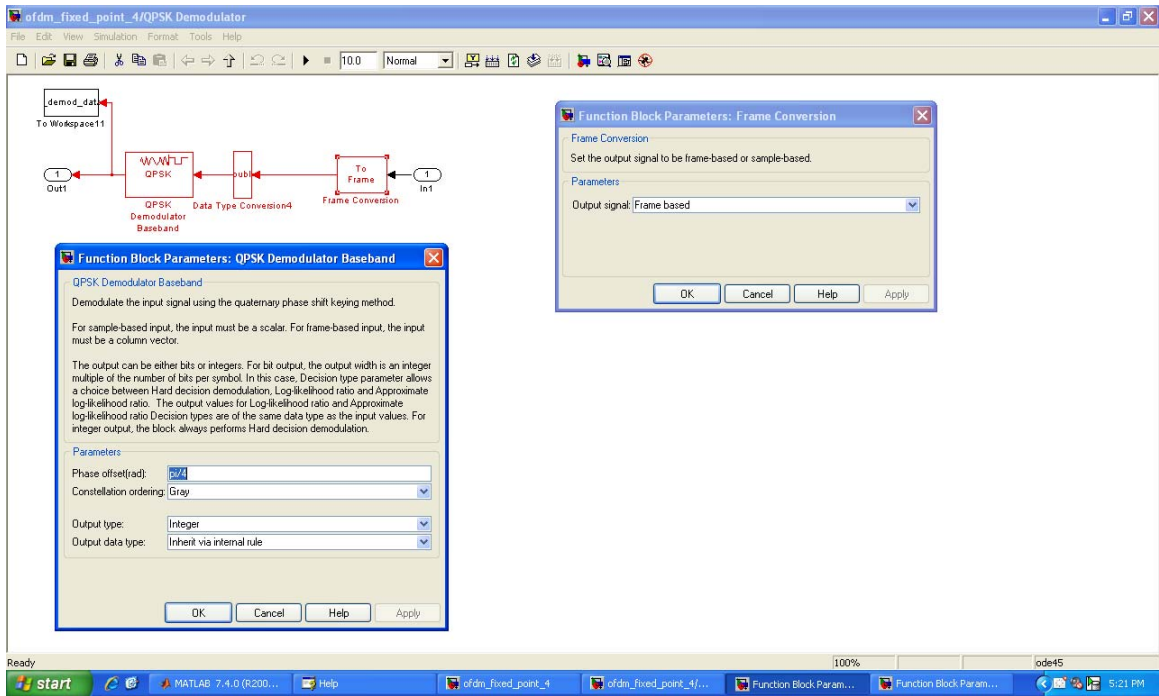 ofdm_fixed_point_4/QPSK Demodulator
File Edit View Simulation Format Tools Help
10.0 Normal
_demod_data
To Workspace11
1
Out1
QPSK
QPSK
Demodulator
Baseband
Data Type Conversion4
To
Frame
Frame Conversion
1
In1
Function Block Parameters: Frame Conversion
Frame Conversion
Set the output signal to be frame-based or sample-based.
Parameters
Output signal: Frame based
OK Cancel Help Apply
Function Block Parameters: QPSK Demodulator Baseband
QPSK Demodulator Baseband
Demodulate the input signal using the quaternary phase shift keying method.
For sample-based input, the input must be a scalar. For frame-based input, the input
must be a column vector.
The output can be either bits or integers. For bit output, the output width is an integer
multiple of the number of bits per symbol. In this case, Decision type parameter allows
a choice between Hard decision demodulation, Log-likelihood ratio and Approximate
log-likelihood ratio. The output values for Log-likelihood ratio and Approximate
log-likelihood ratio Decision types are of the same data type as the input values. For
integer output, the block always performs Hard decision demodulation.
Parameters
Phase offset(rad): pi/4
Constellation ordering: Gray
Output type: Integer
Output data type: Inherit via internal rule
OK Cancel Help Apply
Ready 100% ode45
start MATLAB 7.4.0 (R200... Help ofdm_fixed_point_4 ofdm_fixed_point_4/... Function Block Param... Function Block Param... 5:21 PM